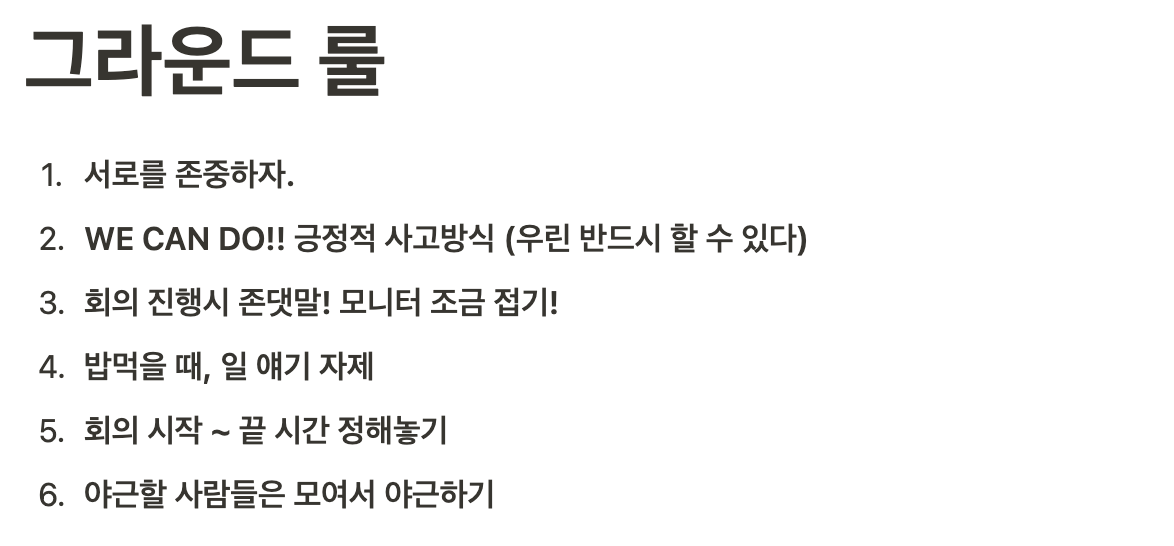 그라운드 룰
1. 서로를 존중하자.
2. WE CAN DO!! 긍정적 사고방식 (우린 반드시 할 수 있다)
3. 회의 진행시 존댓말! 모니터 조금 접기!
4. 밥먹을 때, 일 얘기 자제
5. 회의 시작 ~ 끝 시간 정해놓기
6. 야근할 사람들은 모여서 야근하기